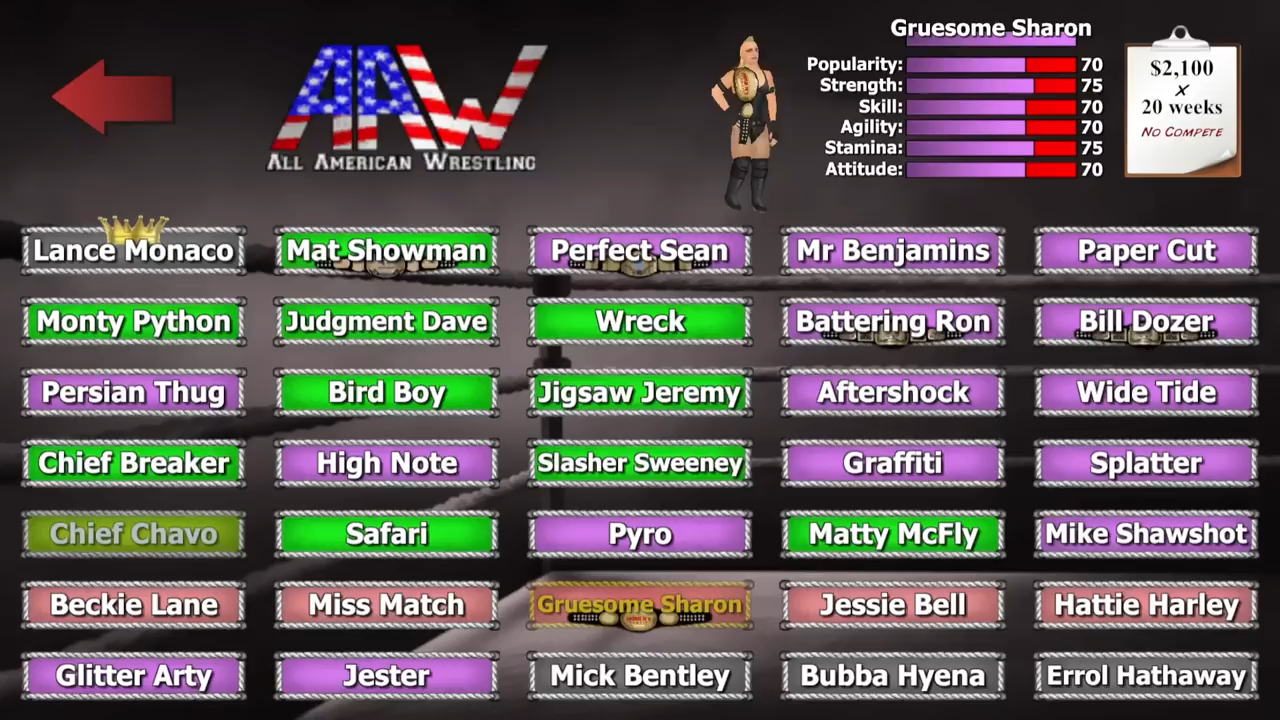 AAW
ALL AMERICAN WRESTLING
Gruesome Sharon
Popularity: 70
Strength: 75
Skill: 70
Agility: 70
Stamina: 75
Attitude: 70
$2,100
x
20 weeks
NO COMPETE
Lance Monaco
Mat Showman
Perfect Sean
Mr Benjamins
Paper Cut
Monty Python
Judgment Dave
Wreck
Battering Ron
Bill Dozer
Persian Thug
Bird Boy
Jigsaw Jeremy
Aftershock
Wide Tide
Chief Breaker
High Note
Slasher Sweeney
Graffiti
Splatter
Chief Chavo
Safari
Pyro
Matty McFly
Mike Shawshot
Beckie Lane
Miss Match
Gruesome Sharon
Jessie Bell
Hattie Harley
Glitter Arty
Jester
Mick Bentley
Bubba Hyena
Errol Hathaway